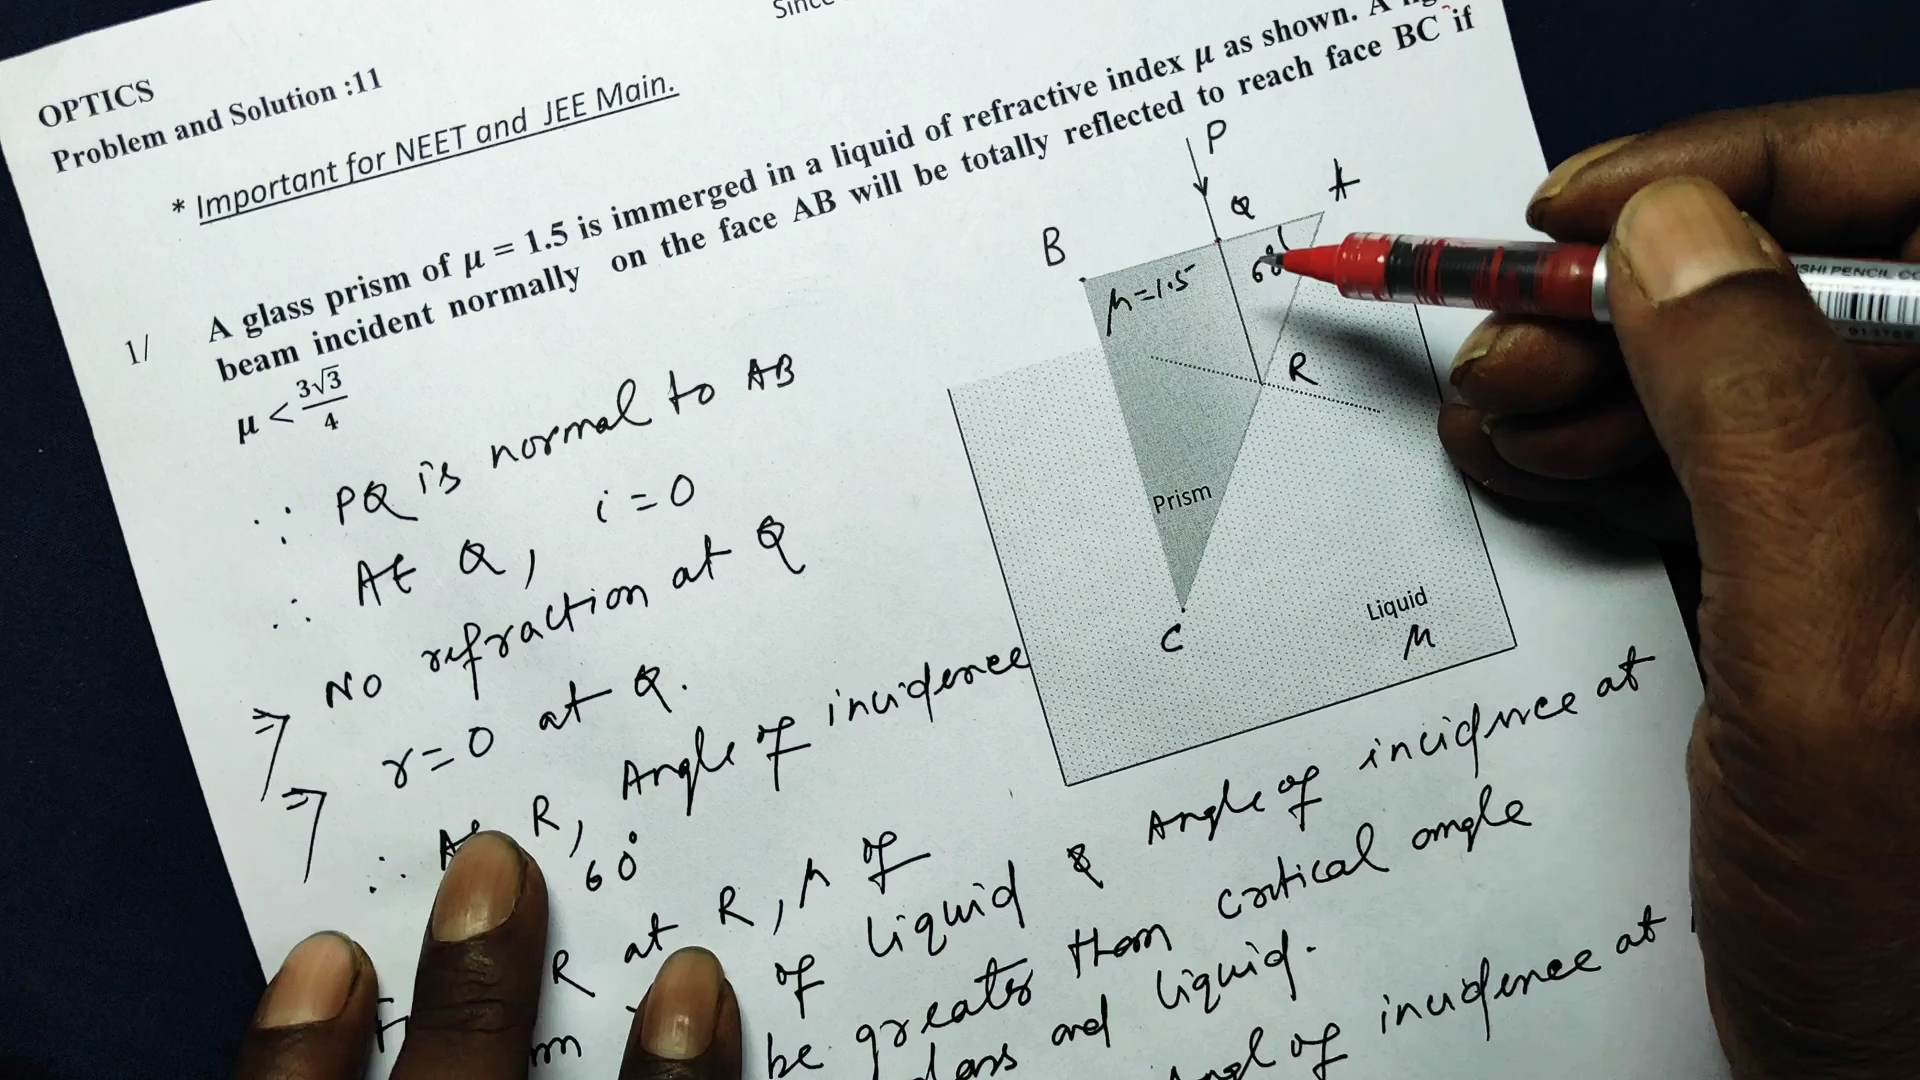 Since
OPTICS
Problem and Solution :11
* Important for NEET and JEE Main.
1/ A glass prism of μ = 1.5 is immerged in a liquid of refractive index μ as shown. A
beam incident normally on the face AB will be totally reflected to reach face BC if
μ < 3√3/4
P
Q
A
B
μ=1.5
60
R
Prism
C
Liquid
μ
∵ PQ is normal to AB
∴ At Q, i = 0
⇒ No refraction at Q
⇒ r = 0 at Q.
∴ At R, Angle of incidence
60°
R at R, μ of
of liquid & Angle of incidence at
be greater than critical angle
and liquid.
of incidence at